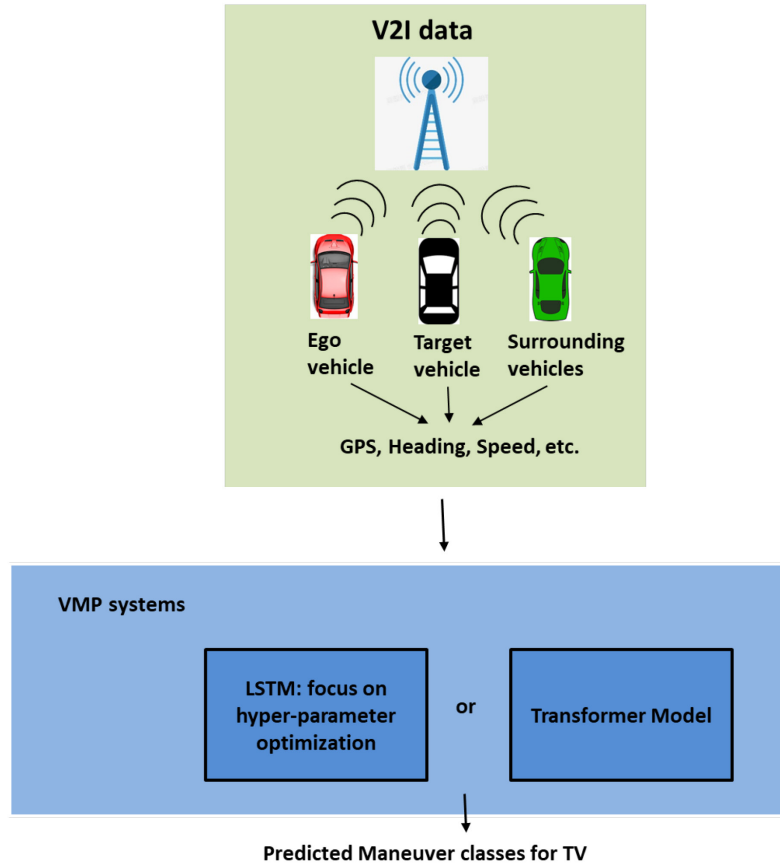 V2I data
Ego
vehicle
Target
vehicle
Surrounding
vehicles
GPS, Heading, Speed, etc.
VMP systems
LSTM: focus on
hyper-parameter
optimization
or
Transformer Model
Predicted Maneuver classes for TV